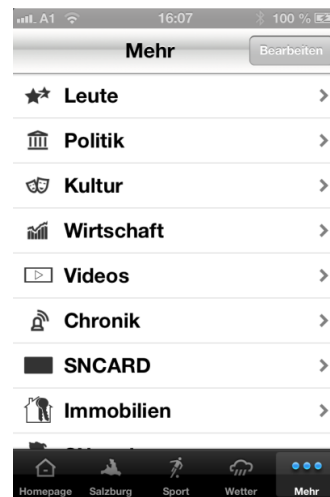 A1 16:07 100 %
Mehr Bearbeiten
Leute
Politik
Kultur
Wirtschaft
Videos
Chronik
SNCARD
Immobilien
Homepage Salzburg Sport Wetter Mehr